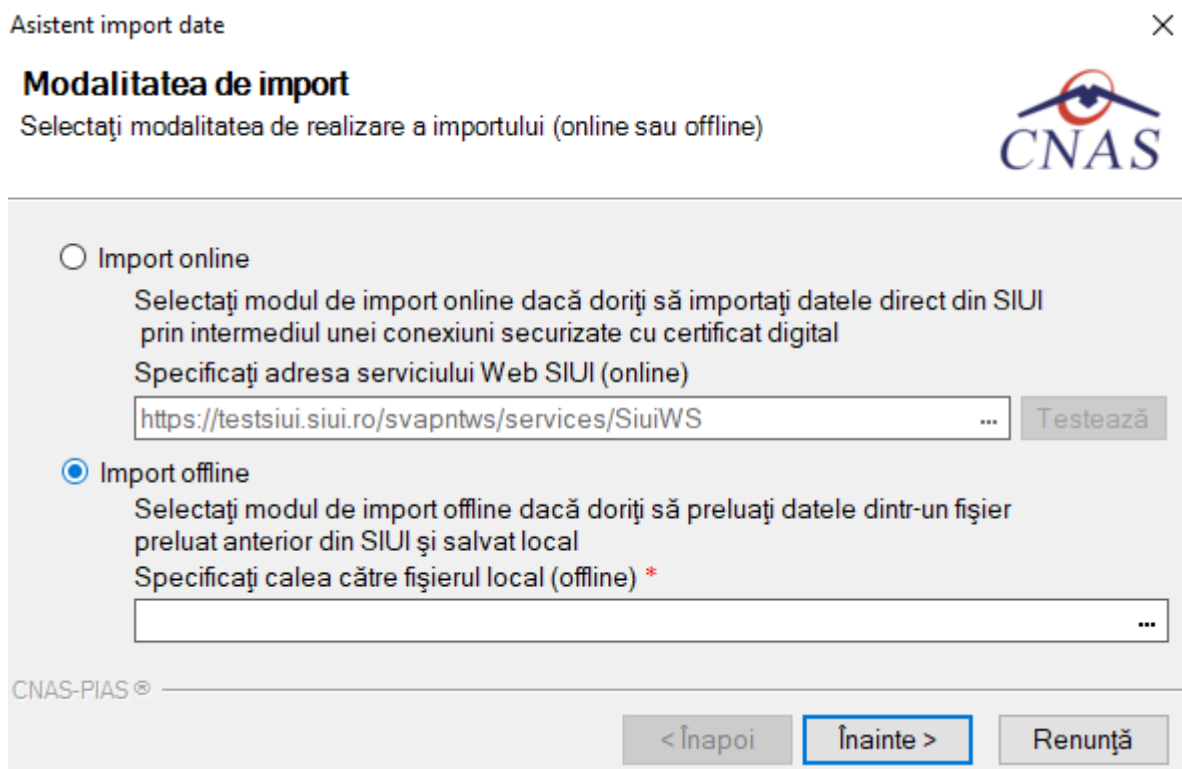 Asistent import date
Modalitatea de import
Selectaţi modalitatea de realizare a importului (online sau offline)
CNAS
Import online
Selectaţi modul de import online dacă doriţi să importaţi datele direct din SIUI
prin intermediul unei conexiuni securizate cu certificat digital
Specificaţi adresa serviciului Web SIUI (online)
https://testsiui.siui.ro/svapntws/services/SiuiWS ... Testează
Import offline
Selectaţi modul de import offline dacă doriţi să preluaţi datele dintr-un fişier
preluat anterior din SIUI şi salvat local
Specificaţi calea către fişierul local (offline) *
...
CNAS-PIAS ®
< Înapoi Înainte > Renunţă